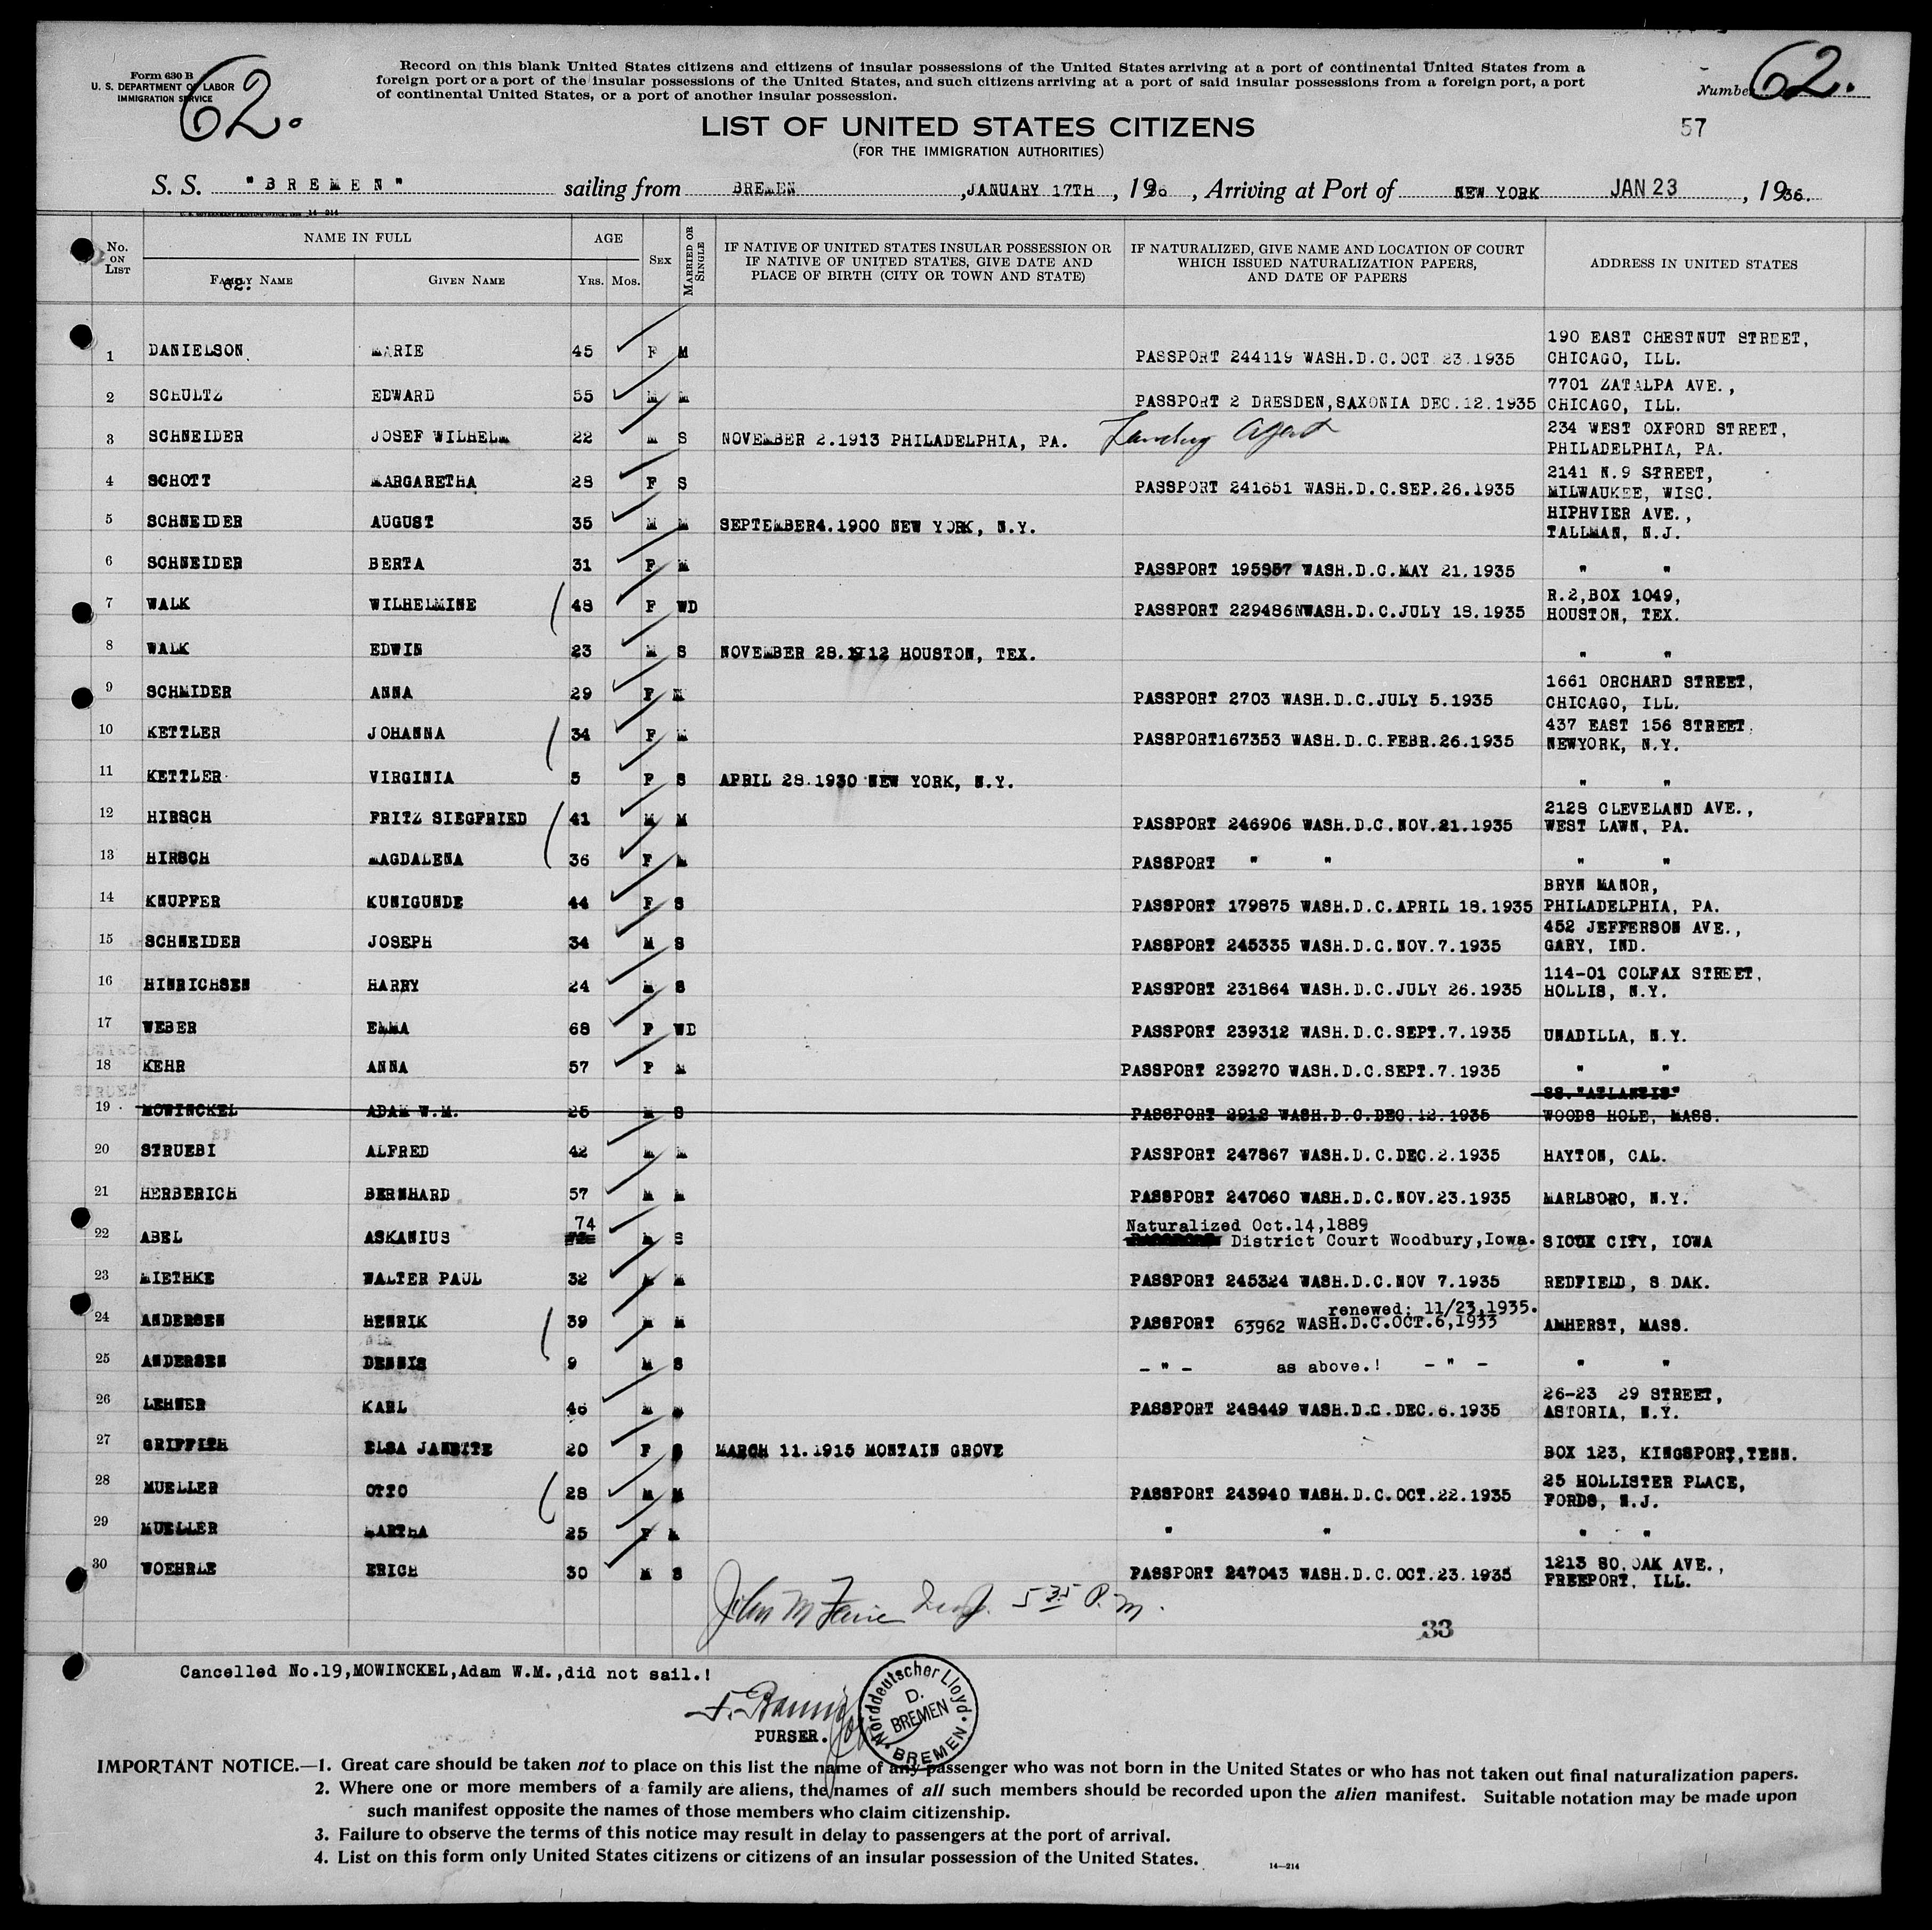 Form 630 B
U. S. DEPARTMENT OF LABOR
IMMIGRATION SERVICE
62.
Record on this blank United States citizens and citizens of insular possessions of the United States arriving at a port of continental United States from a
foreign port or a port of the insular possessions of the United States, and such citizens arriving at a port of said insular possessions from a foreign port, a port
of continental United States, or a port of another insular possession.
Number 62.
LIST OF UNITED STATES CITIZENS
57
(FOR THE IMMIGRATION AUTHORITIES)
S. S. "BREMEN" sailing from BREMEN, JANUARY 17TH, 1936, Arriving at Port of NEW YORK JAN 23, 1936.
No. ON LIST
NAME IN FULL
FAMILY NAME
62.
GIVEN NAME
AGE
Yrs. Mos.
SEX
MARRIED OR SINGLE
IF NATIVE OF UNITED STATES INSULAR POSSESSION OR
IF NATIVE OF UNITED STATES, GIVE DATE AND
PLACE OF BIRTH (CITY OR TOWN AND STATE)
IF NATURALIZED, GIVE NAME AND LOCATION OF COURT
WHICH ISSUED NATURALIZATION PAPERS,
AND DATE OF PAPERS
ADDRESS IN UNITED STATES
1 DANIELSON MARIE 45 F M PASSPORT 244119 WASH.D.C.OCT 23.1935 190 EAST CHESTNUT STREET,
CHICAGO, ILL.
2 SCHULTZ EDWARD 55 M M PASSPORT 2 DRESDEN,SAXONIA DEC.12.1935 7701 ZATALPA AVE.,
CHICAGO, ILL.
3 SCHNEIDER JOSEF WILHELM 22 M S NOVEMBER 2.1913 PHILADELPHIA, PA. Landing Agent 234 WEST OXFORD STREET,
PHILADELPHIA, PA.
4 SCHOTT MARGARETHA 28 F S PASSPORT 241651 WASH.D.C.SEP.26.1935 2141 N.9 STREET,
MILWAUKEE, WISC.
5 SCHNEIDER AUGUST 35 M M SEPTEMBER4.1900 NEW YORK, N.Y. HIPHVIER AVE.,
TALLMAN, N.J.
6 SCHNEIDER BERTA 31 F M PASSPORT 195857 WASH.D.C.MAY 21.1935 " "
7 WALK WILHELMINE 48 F WD PASSPORT 229486NWASH.D.C.JULY 18.1935 R.2,BOX 1049,
HOUSTON, TEX.
8 WALK EDWIN 23 M S NOVEMBER 28.1912 HOUSTON, TEX. " "
9 SCHMIDER ANNA 29 F M PASSPORT 2703 WASH.D.C.JULY 5.1935 1661 ORCHARD STREET,
CHICAGO, ILL.
10 KETTLER JOHANNA 34 F M PASSPORT167353 WASH.D.C.FEBR.26.1935 437 EAST 156 STREET,
NEWYORK, N.Y.
11 KETTLER VIRGINIA 5 F S APRIL 28.1930 NEW YORK, N.Y. " "
12 HIRSCH FRITZ SIEGFRIED 41 M M PASSPORT 246906 WASH.D.C.NOV.21.1935 2128 CLEVELAND AVE.,
WEST LAWN, PA.
13 HIRSCH MAGDALENA 36 F M PASSPORT " " " "
14 KNUPFER KUNIGUNDE 44 F S PASSPORT 179875 WASH.D.C.APRIL 18.1935 BRYN MANOR,
PHILADELPHIA, PA.
15 SCHNEIDER JOSEPH 34 M S PASSPORT 245335 WASH.D.C.NOV.7.1935 452 JEFFERSON AVE.,
GARY, IND.
16 HINRICHSEN HARRY 24 M S PASSPORT 231864 WASH.D.C.JULY 26.1935 114-01 COLFAX STREET,
HOLLIS, N.Y.
17 WEBER EMMA 68 F WD PASSPORT 239312 WASH.D.C.SEPT.7.1935 UNADILLA, N.Y.
18 KEHR ANNA 57 F M PASSPORT 239270 WASH.D.C.SEPT.7.1935 " "
19 MOWINCKEL ADAM W.M. 25 M S PASSPORT 2912 WASH.D.C.DEC.12.1935 SS."ATLANTIS"
WOODS HOLE, MASS.
20 STRUEBI ALFRED 42 M M PASSPORT 247867 WASH.D.C.DEC.2.1935 HAYTON, CAL.
21 HERBERICH BERNHARD 57 M M PASSPORT 247060 WASH.D.C.NOV.23.1935 MARLBORO, N.Y.
22 ABEL ASKANIUS 74 M S Naturalized Oct.14,1889
District Court Woodbury,Iowa. SIOUX CITY, IOWA
23 MIETHKE WALTER PAUL 32 M M PASSPORT 245324 WASH.D.C.NOV 7.1935 REDFIELD, S DAK.
24 ANDERSEN HENRIK 39 M M renewed: 11/23,1935.
PASSPORT 63962 WASH.D.C.OCT.6,1933 AMHERST, MASS.
25 ANDERSEN DENNIS 9 M S - " - as above.! - " - " "
26 LEHNER KARL 46 M M PASSPORT 248449 WASH.D.C.DEC.6.1935 26-23 29 STREET,
ASTORIA, N.Y.
27 GRIFFITH ELSA JANETTE 20 F S MARCH 11.1915 MONTAIN GROVE BOX 123, KINGSPORT,TENN.
28 MUELLER OTTO 28 M M PASSPORT 243940 WASH.D.C.OCT.22.1935 25 HOLLISTER PLACE,
FORDS, N.J.
29 MUELLER MARTHA 25 F M " " " "
30 WOEHRLE ERICH 30 M S PASSPORT 247043 WASH.D.C.OCT.23.1935 1213 SO.OAK AVE.,
FREEPORT, ILL.
John M 5 35 P.M.
33
Cancelled No.19,MOWINCKEL,Adam W.M.,did not sail.!
PURSER.
Norddeutscher Lloyd
D. BREMEN
BREMEN
IMPORTANT NOTICE.—1. Great care should be taken not to place on this list the name of any passenger who was not born in the United States or who has not taken out final naturalization papers.
2. Where one or more members of a family are aliens, the names of all such members should be recorded upon the alien manifest. Suitable notation may be made upon
such manifest opposite the names of those members who claim citizenship.
3. Failure to observe the terms of this notice may result in delay to passengers at the port of arrival.
4. List on this form only United States citizens or citizens of an insular possession of the United States.
14—214